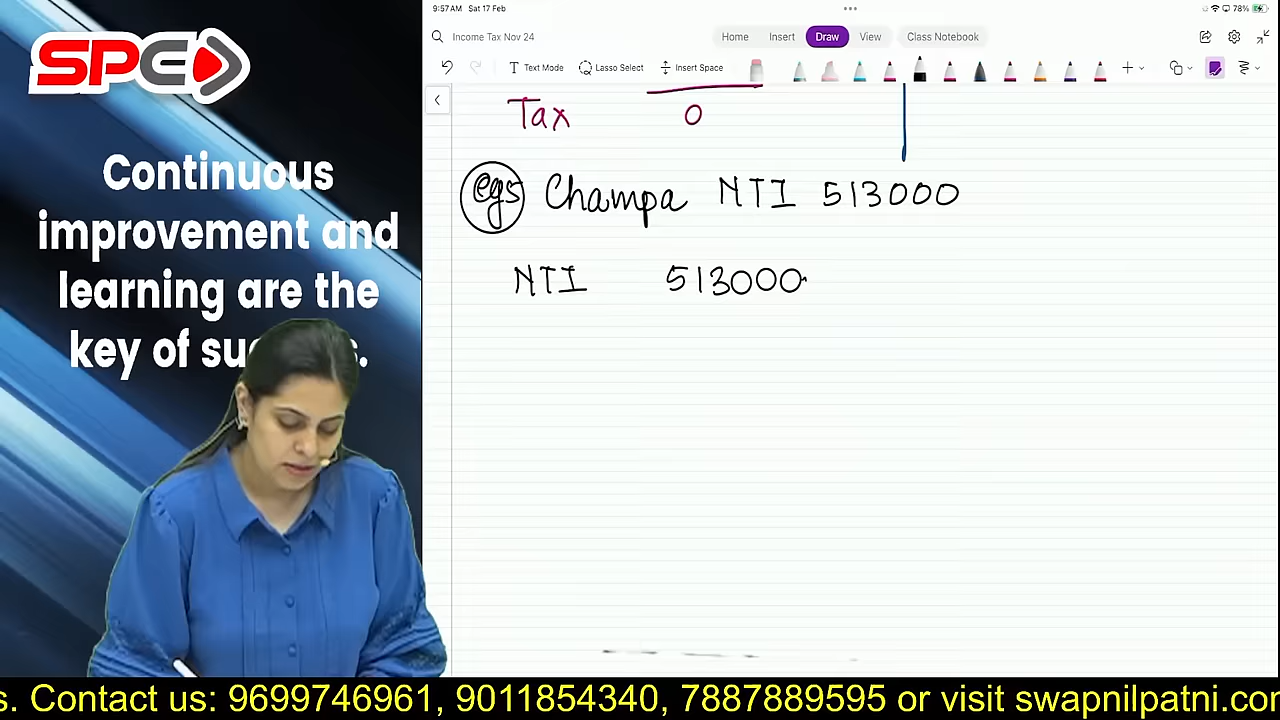 9:57 AM Sat 17 Feb
78%
Income Tax Nov 24
Home Insert Draw View Class Notebook
Text Mode Lasso Select Insert Space
SPC
Continuous
improvement and
learning are the
key of su s.
Tax 0
eg5 Champa NTI 513000
NTI 513000
s. Contact us: 9699746961, 9011854340, 7887889595 or visit swapnilpatni.com